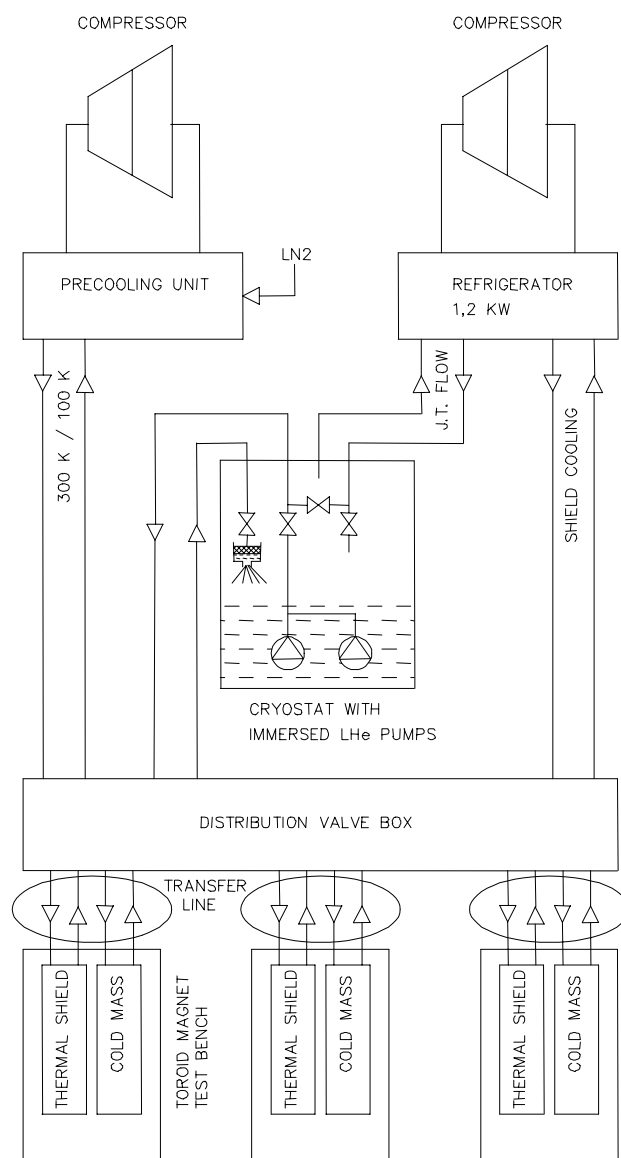 COMPRESSOR
COMPRESSOR
PRECOOLING UNIT
LN2
REFRIGERATOR
1,2 KW
300 K / 100 K
J.T. FLOW
SHIELD COOLING
CRYOSTAT WITH
IMMERSED LHe PUMPS
DISTRIBUTION VALVE BOX
TRANSFER
LINE
THERMAL SHIELD
COLD MASS
TOROID MAGNET
TEST BENCH
THERMAL SHIELD
COLD MASS
THERMAL SHIELD
COLD MASS